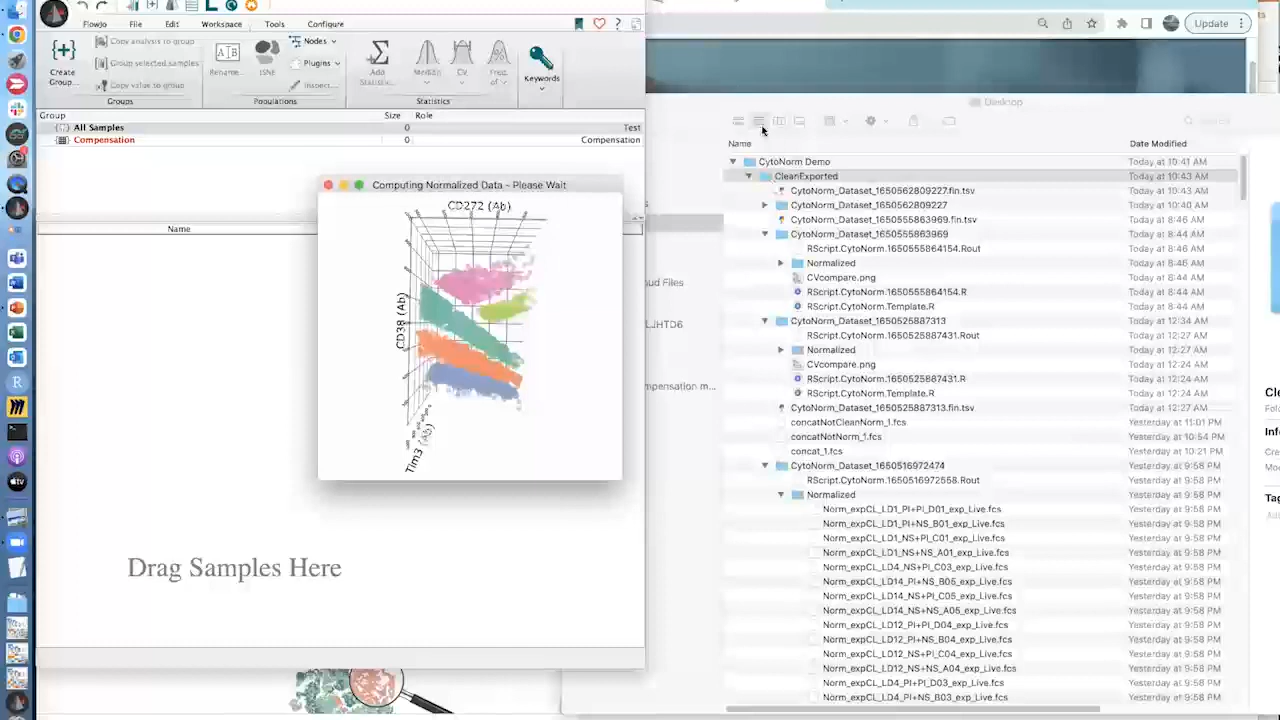 FlowJo File Edit Workspace Tools Configure
Update
{+}
Create
Group...
Copy analysis to group
Group selected samples
Copy value to group
Groups
Rename...
tSNE
Nodes
Plugins
Inspect...
Populations
Add
Statistic...
Median
CV
Freq.
of
Statistics
Keywords
Group Size Role
All Samples 0 Test
Compensation 0 Compensation
Name
Computing Normalized Data - Please Wait
CD272 (Ab)
CD38 (Ab)
Tim3 (Ab)
Drag Samples Here
Desktop
Search
Name Date Modified
CytoNorm Demo Today at 10:41 AM
CleanExported Today at 10:43 AM
CytoNorm_Dataset_1650562809227.fin.tsv Today at 10:43 AM
CytoNorm_Dataset_1650562809227 Today at 10:40 AM
CytoNorm_Dataset_1650555863969.fin.tsv Today at 8:46 AM
CytoNorm_Dataset_1650555863969 Today at 8:44 AM
RScript.CytoNorm.1650555864154.Rout Today at 8:46 AM
Normalized Today at 8:46 AM
CVcompare.png Today at 8:44 AM
RScript.CytoNorm.1650555864154.R Today at 8:44 AM
RScript.CytoNorm.Template.R Today at 8:44 AM
CytoNorm_Dataset_1650525887313 Today at 12:34 AM
RScript.CytoNorm.1650525887431.Rout Today at 12:27 AM
Normalized Today at 12:27 AM
CVcompare.png Today at 12:24 AM
RScript.CytoNorm.1650525887431.R Today at 12:24 AM
RScript.CytoNorm.Template.R Today at 12:24 AM
CytoNorm_Dataset_1650525887313.fin.tsv Today at 12:27 AM
concatNotCleanNorm_1.fcs Yesterday at 11:01 PM
concatNotNorm_1.fcs Yesterday at 10:54 PM
concat_1.fcs Yesterday at 10:21 PM
CytoNorm_Dataset_1650516972474 Yesterday at 9:58 PM
RScript.CytoNorm.1650516972558.Rout Yesterday at 9:58 PM
Normalized Yesterday at 9:58 PM
Norm_expCL_LD1_PI+PI_D01_exp_Live.fcs Yesterday at 9:58 PM
Norm_expCL_LD1_PI+NS_B01_exp_Live.fcs Yesterday at 9:58 PM
Norm_expCL_LD1_NS+PI_C01_exp_Live.fcs Yesterday at 9:58 PM
Norm_expCL_LD1_NS+NS_A01_exp_Live.fcs Yesterday at 9:58 PM
Norm_expCL_LD4_NS+PI_C03_exp_Live.fcs Yesterday at 9:58 PM
Norm_expCL_LD14_PI+NS_B05_exp_Live.fcs Yesterday at 9:58 PM
Norm_expCL_LD14_NS+PI_C05_exp_Live.fcs Yesterday at 9:58 PM
Norm_expCL_LD14_NS+NS_A05_exp_Live.fcs Yesterday at 9:58 PM
Norm_expCL_LD12_PI+PI_D04_exp_Live.fcs Yesterday at 9:58 PM
Norm_expCL_LD12_PI+NS_B04_exp_Live.fcs Yesterday at 9:58 PM
Norm_expCL_LD12_NS+PI_C04_exp_Live.fcs Yesterday at 9:58 PM
Norm_expCL_LD12_NS+NS_A04_exp_Live.fcs Yesterday at 9:58 PM
Norm_expCL_LD4_PI+PI_D03_exp_Live.fcs Yesterday at 9:58 PM
Norm_expCL_LD4_PI+NS_B03_exp_Live.fcs Yesterday at 9:58 PM
oud Files
LJHTD6
mpensation m...
Cle
Fold
Info
Cre
Mo
Tag